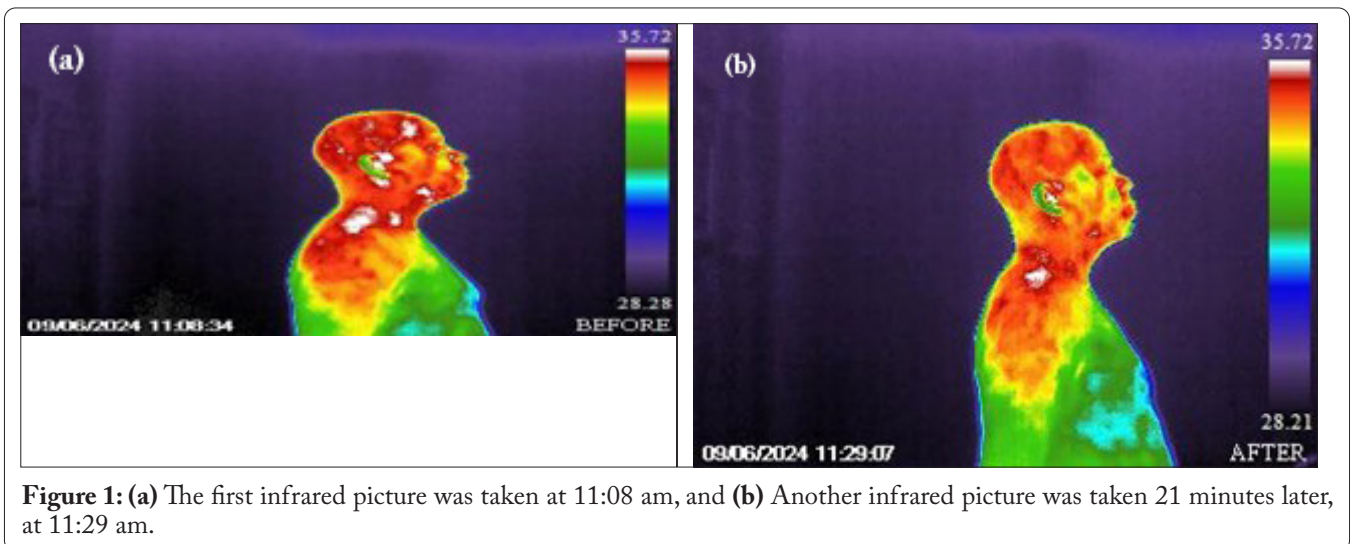 (a)
35.72
28.28
09/06/2024 11:08:34
BEFORE
(b)
35.72
28.21
09/06/2024 11:29:07
AFTER
Figure 1: (a) The first infrared picture was taken at 11:08 am, and (b) Another infrared picture was taken 21 minutes later,
at 11:29 am.